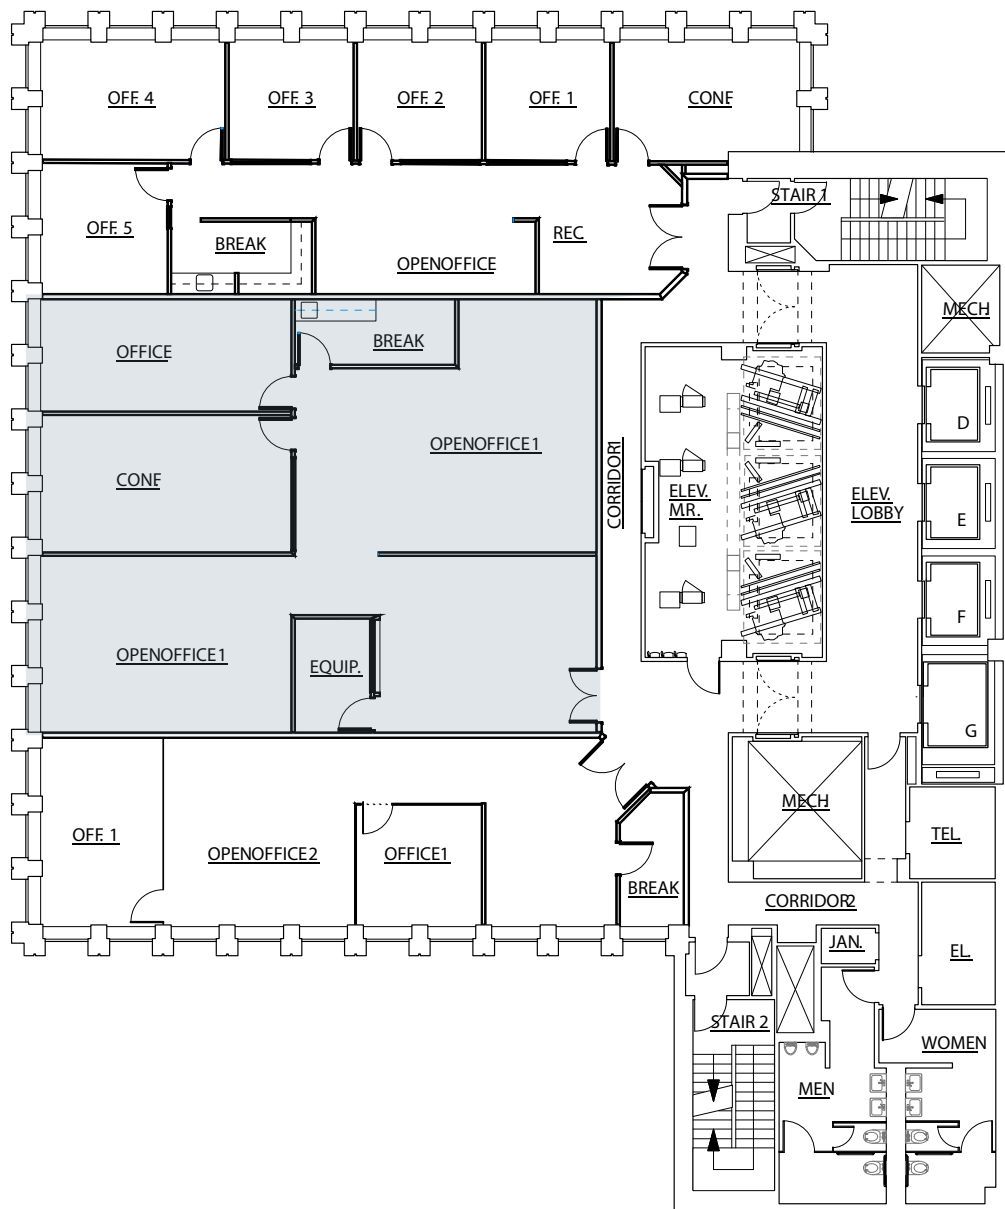 OFF. 4
OFF. 3
OFF. 2
OFF. 1
CONF
STAIR 1
OFF. 5
BREAK
REC
OPENOFFICE
MECH
OFFICE
BREAK
D
OPENOFFICE1
CONF
CORRIDOR1
ELEV.
M.R.
ELEV.
LOBBY
E
F
OPENOFFICE1
EQUIP.
G
MECH
OFF. 1
OPENOFFICE2
OFFICE1
TEL.
BREAK
CORRIDOR2
JAN.
EL.
STAIR 2
WOMEN
MEN